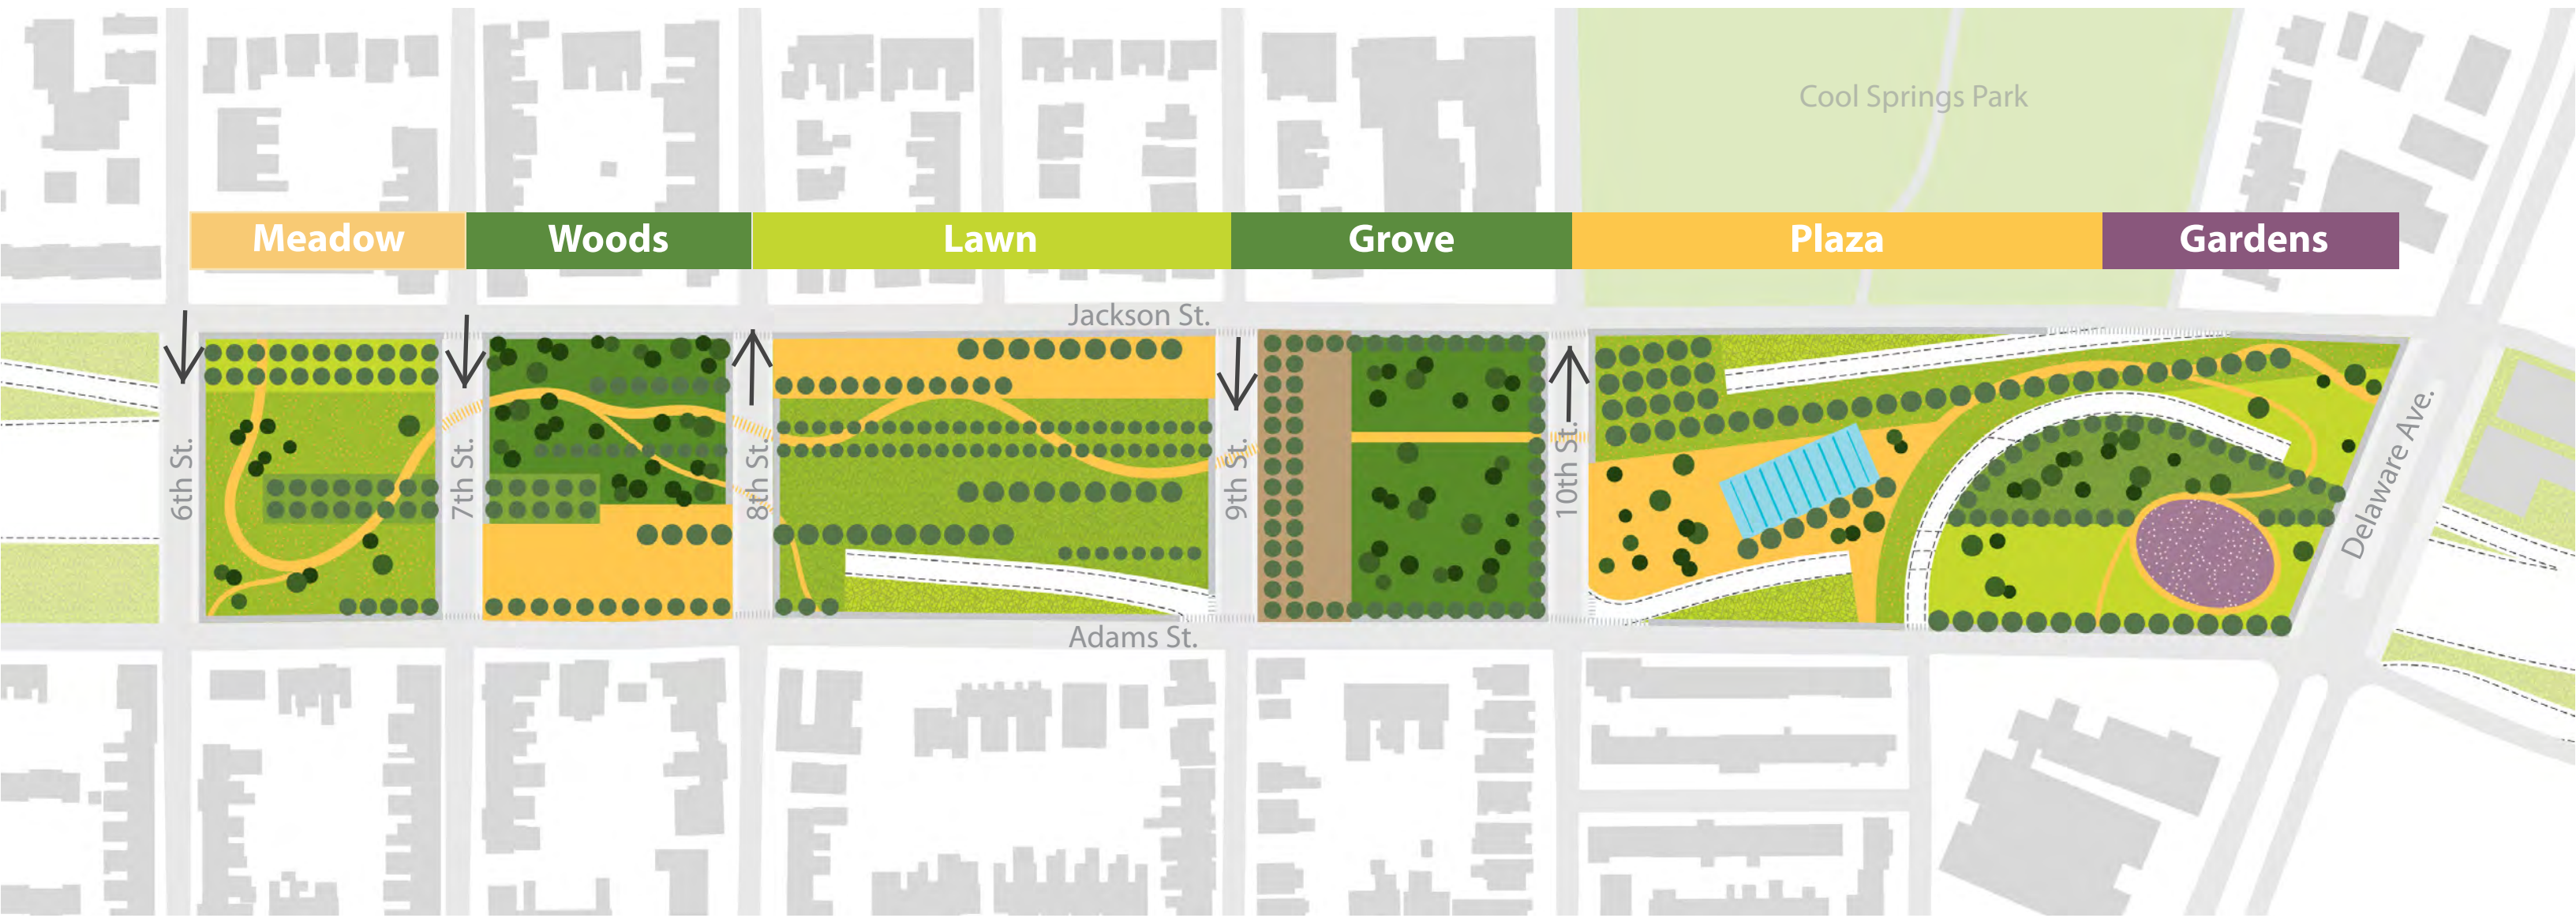 Cool Springs Park
Meadow
Woods
Lawn
Grove
Plaza
Gardens
Jackson St.
6th St.
7th St.
8th St.
9th St.
10th St.
Delaware Ave.
Adams St.